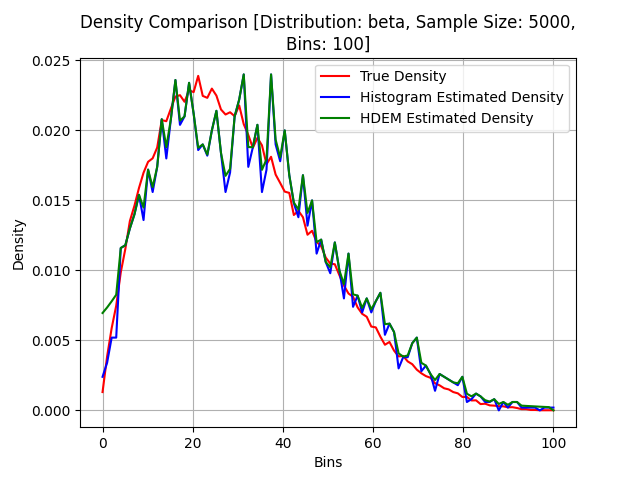 Density Comparison [Distribution: beta, Sample Size: 5000,
Bins: 100]
True Density
Histogram Estimated Density
HDEM Estimated Density
Density
0.025
0.020
0.015
0.010
0.005
0.000
0 20 40 60 80 100
Bins